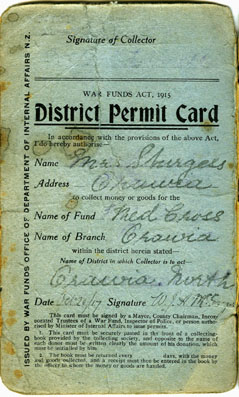 Signature of Collector
WAR FUNDS ACT, 1915
District Permit Card
In accordance with the provisions of the above Act,
I do hereby authorise—
Name Mrs Sturgess
Address Orawia
to collect money or goods for the
Name of Fund Red Cross
Name of Branch Orawia
within the district herein stated—
Name of District in which Collector is to act—
Orawia North
Date Signature
This card must be signed by a Mayor, County Chairman, Incor-
porated Trustees of a War Fund, Inspector of Police, or person author-
ised by Minister of Internal Affairs to issue permits.
1. This card must be securely pasted in the front of a collecting-
book provided by the collecting society, and opposite to the name of
each donor must be written clearly the amount of his donation, which
must be initialled by him.
2. The book must be returned every days, with the money
and goods collected, and a receipt must then be entered in the book by
the officer to whom the money or goods are handed.
ISSUED BY WAR FUNDS OFFICE OF DEPARTMENT OF INTERNAL AFFAIRS N.Z.